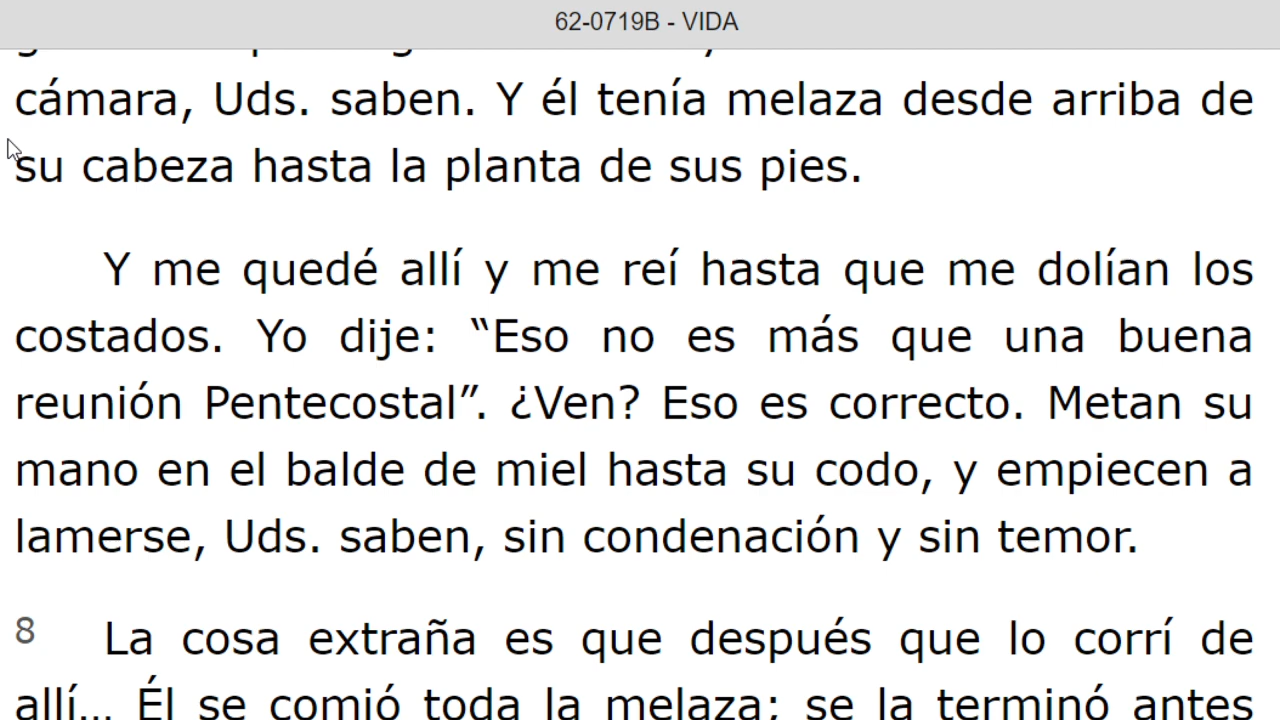 62-0719B - VIDA
cámara, Uds. saben. Y él tenía melaza desde arriba de
su cabeza hasta la planta de sus pies.
Y me quedé allí y me reí hasta que me dolían los
costados. Yo dije: “Eso no es más que una buena
reunión Pentecostal”. ¿Ven? Eso es correcto. Metan su
mano en el balde de miel hasta su codo, y empiecen a
lamerse, Uds. saben, sin condenación y sin temor.
8 La cosa extraña es que después que lo corrí de
allí… Él se comió toda la melaza; se la terminó antes